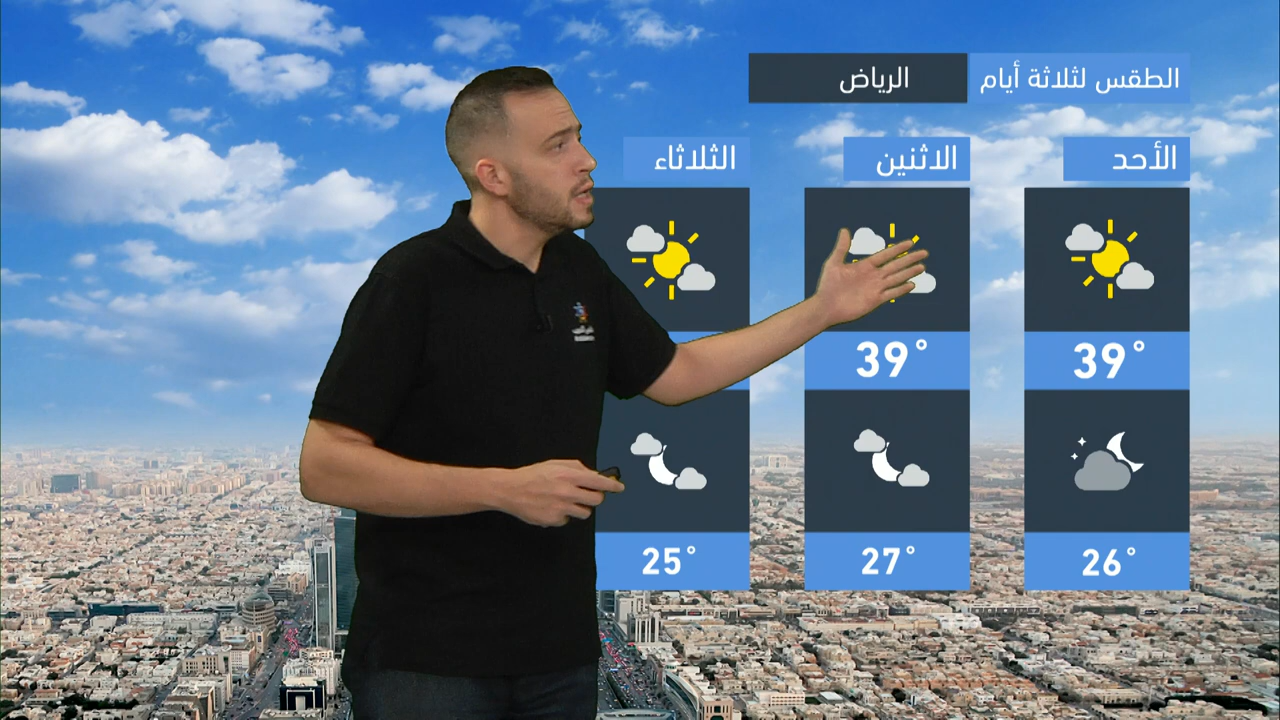 الطقس لثلاثة أيام
الرياض
الأحد
الاثنين
الثلاثاء
39°
39°
26°
27°
25°